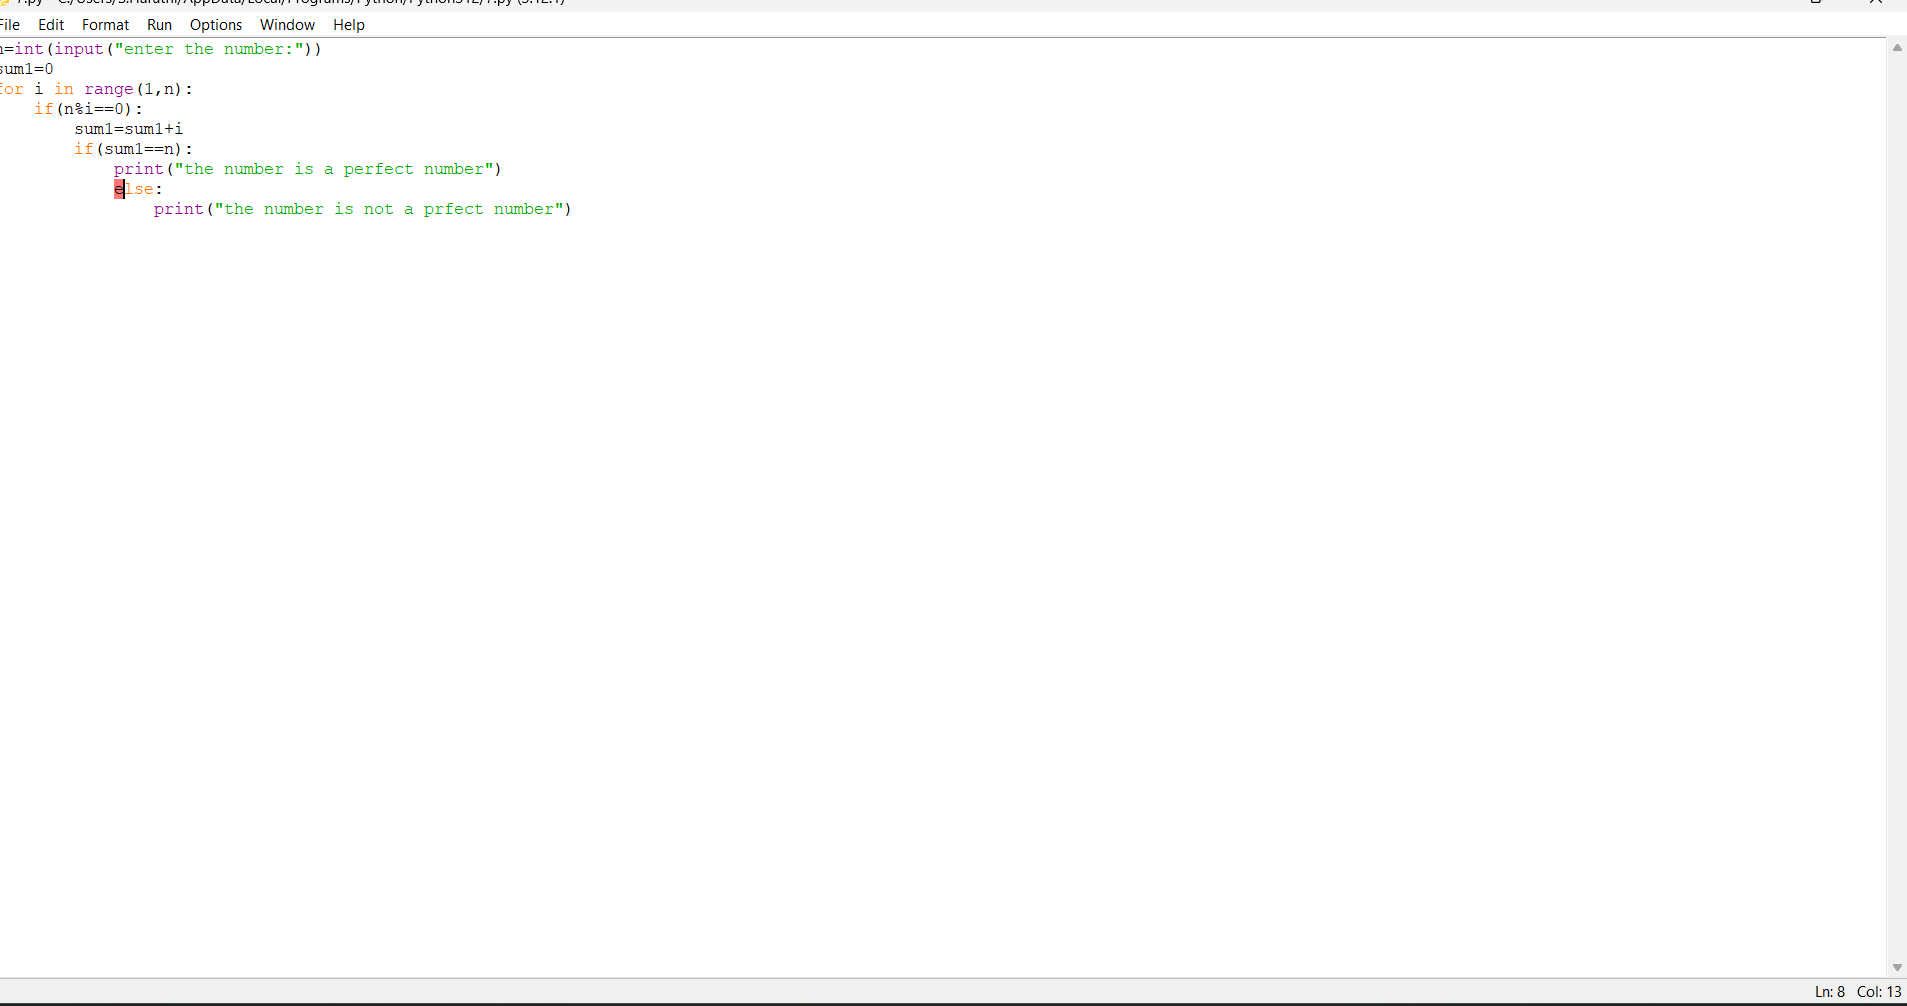 File Edit Format Run Options Window Help
n=int(input("enter the number:"))
sum1=0
for i in range(1,n):
    if(n%i==0):
        sum1=sum1+i
        if(sum1==n):
            print("the number is a perfect number")
            else:
                print("the number is not a prfect number")
Ln: 8 Col: 13